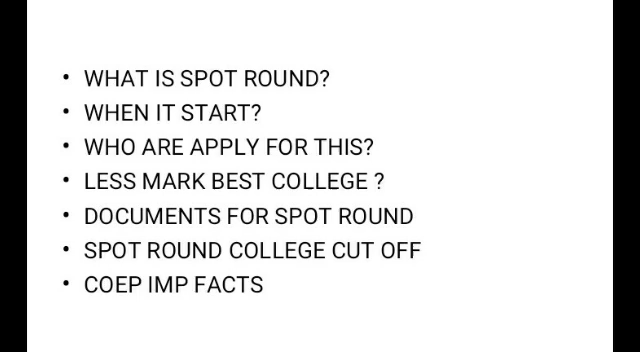 • WHAT IS SPOT ROUND?
• WHEN IT START?
• WHO ARE APPLY FOR THIS?
• LESS MARK BEST COLLEGE ?
• DOCUMENTS FOR SPOT ROUND
• SPOT ROUND COLLEGE CUT OFF
• COEP IMP FACTS